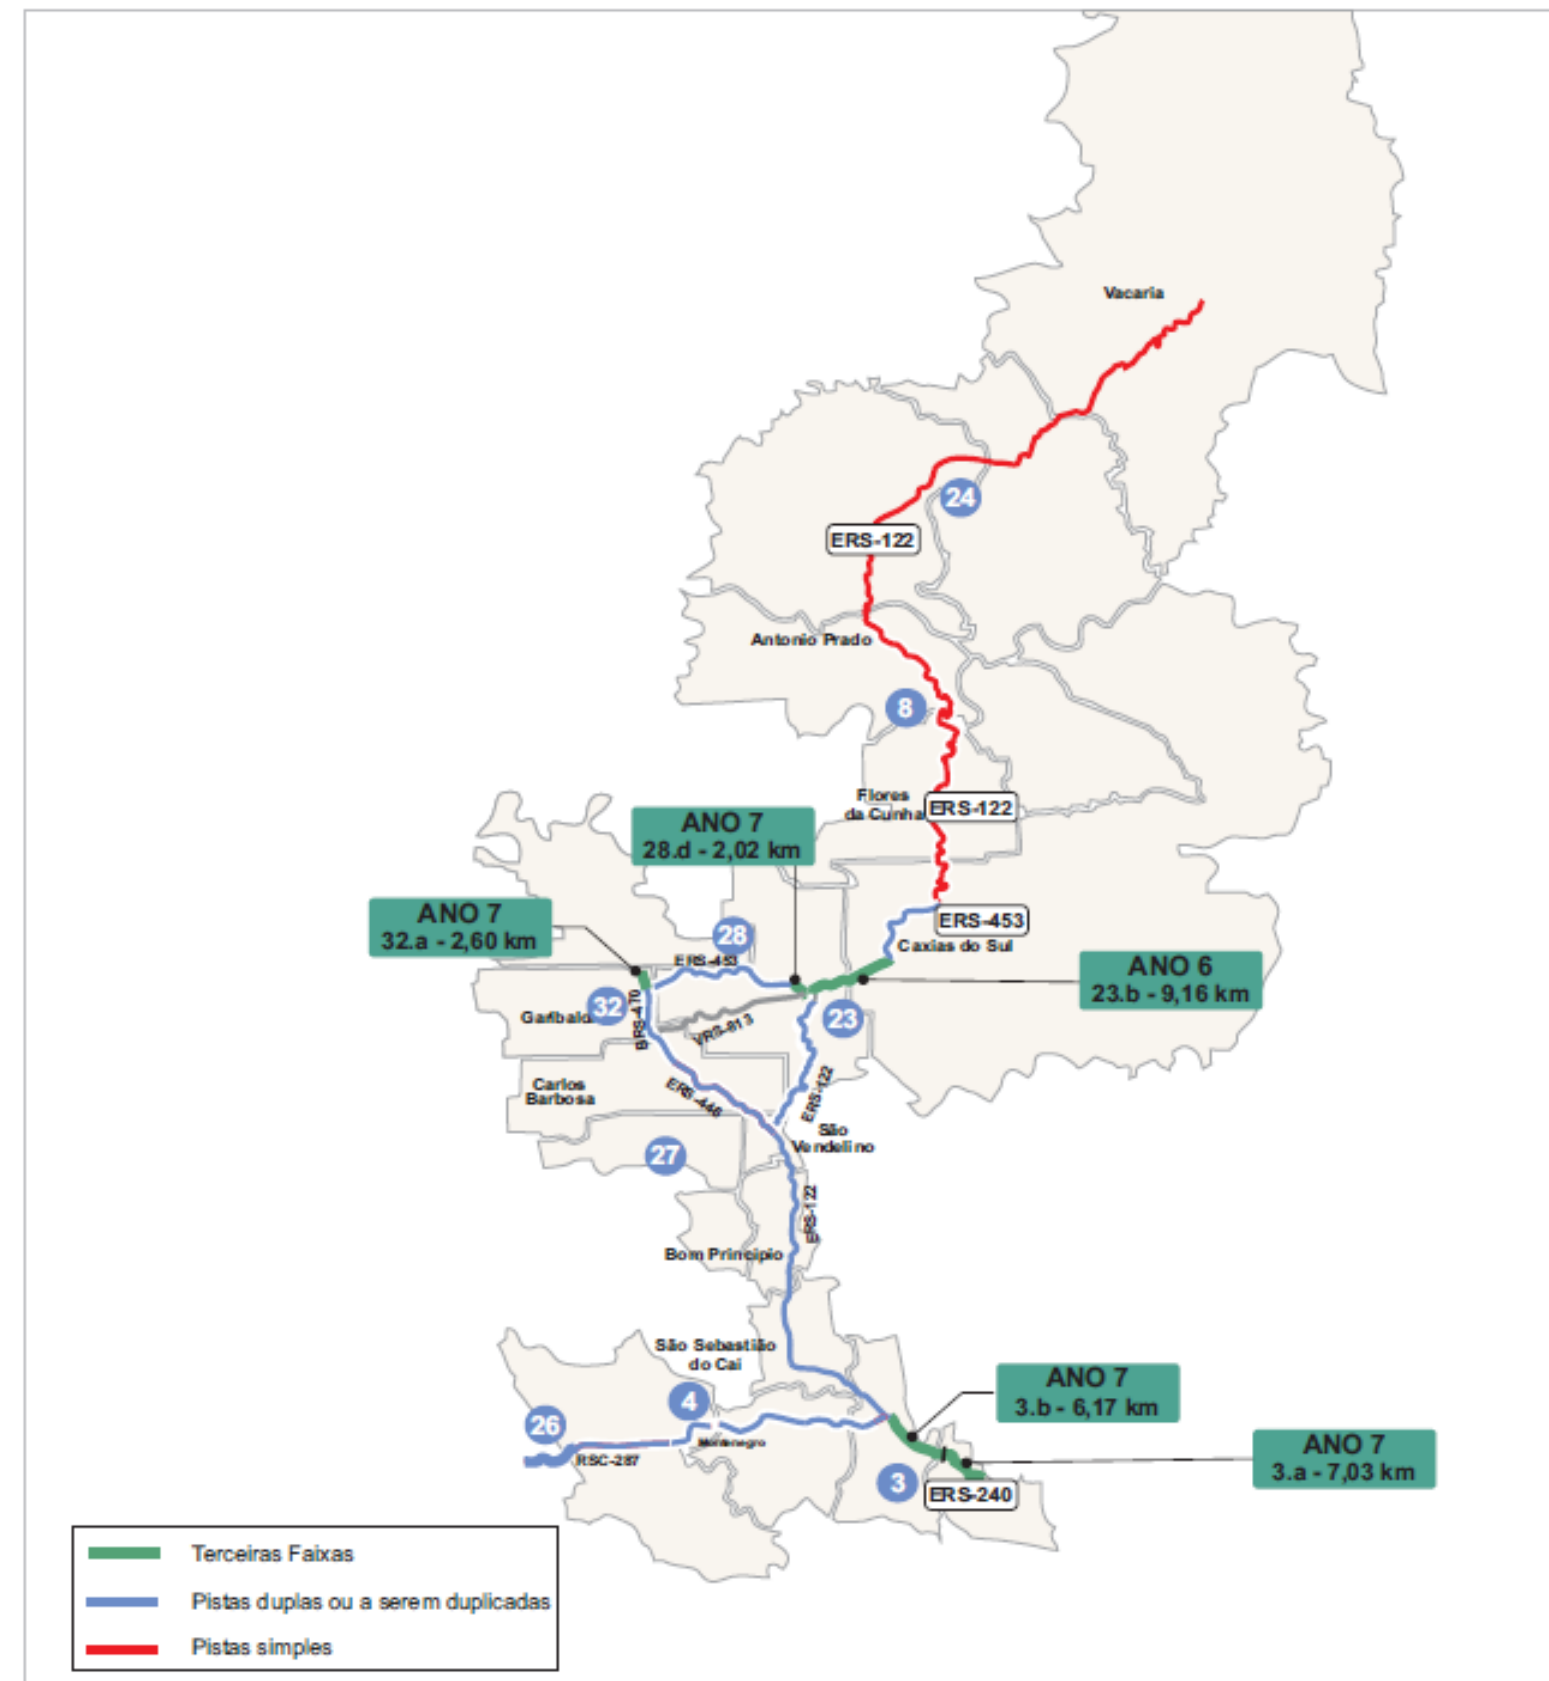 Vacaria
24
ERS-122
Antonio Prado
8
Flores
da Cunha
ERS-122
ANO 7
28.d - 2,02 km
ANO 7
32.a - 2,60 km
28
ERS-453
ERS-453
Caxias do Sul
ANO 6
23.b - 9,16 km
32
Garibald
BRS-470
VRS-813
23
Carlos
Barbosa
ERS-446
ERS-122
São
Vendelino
27
ERS-122
Bom Principio
São Sebastião
do Cai
4
26
Montenegro
RSC-287
ANO 7
3.b - 6,17 km
ANO 7
3.a - 7,03 km
3
ERS-240
Terceiras Faixas
Pistas duplas ou a serem duplicadas
Pistas simples